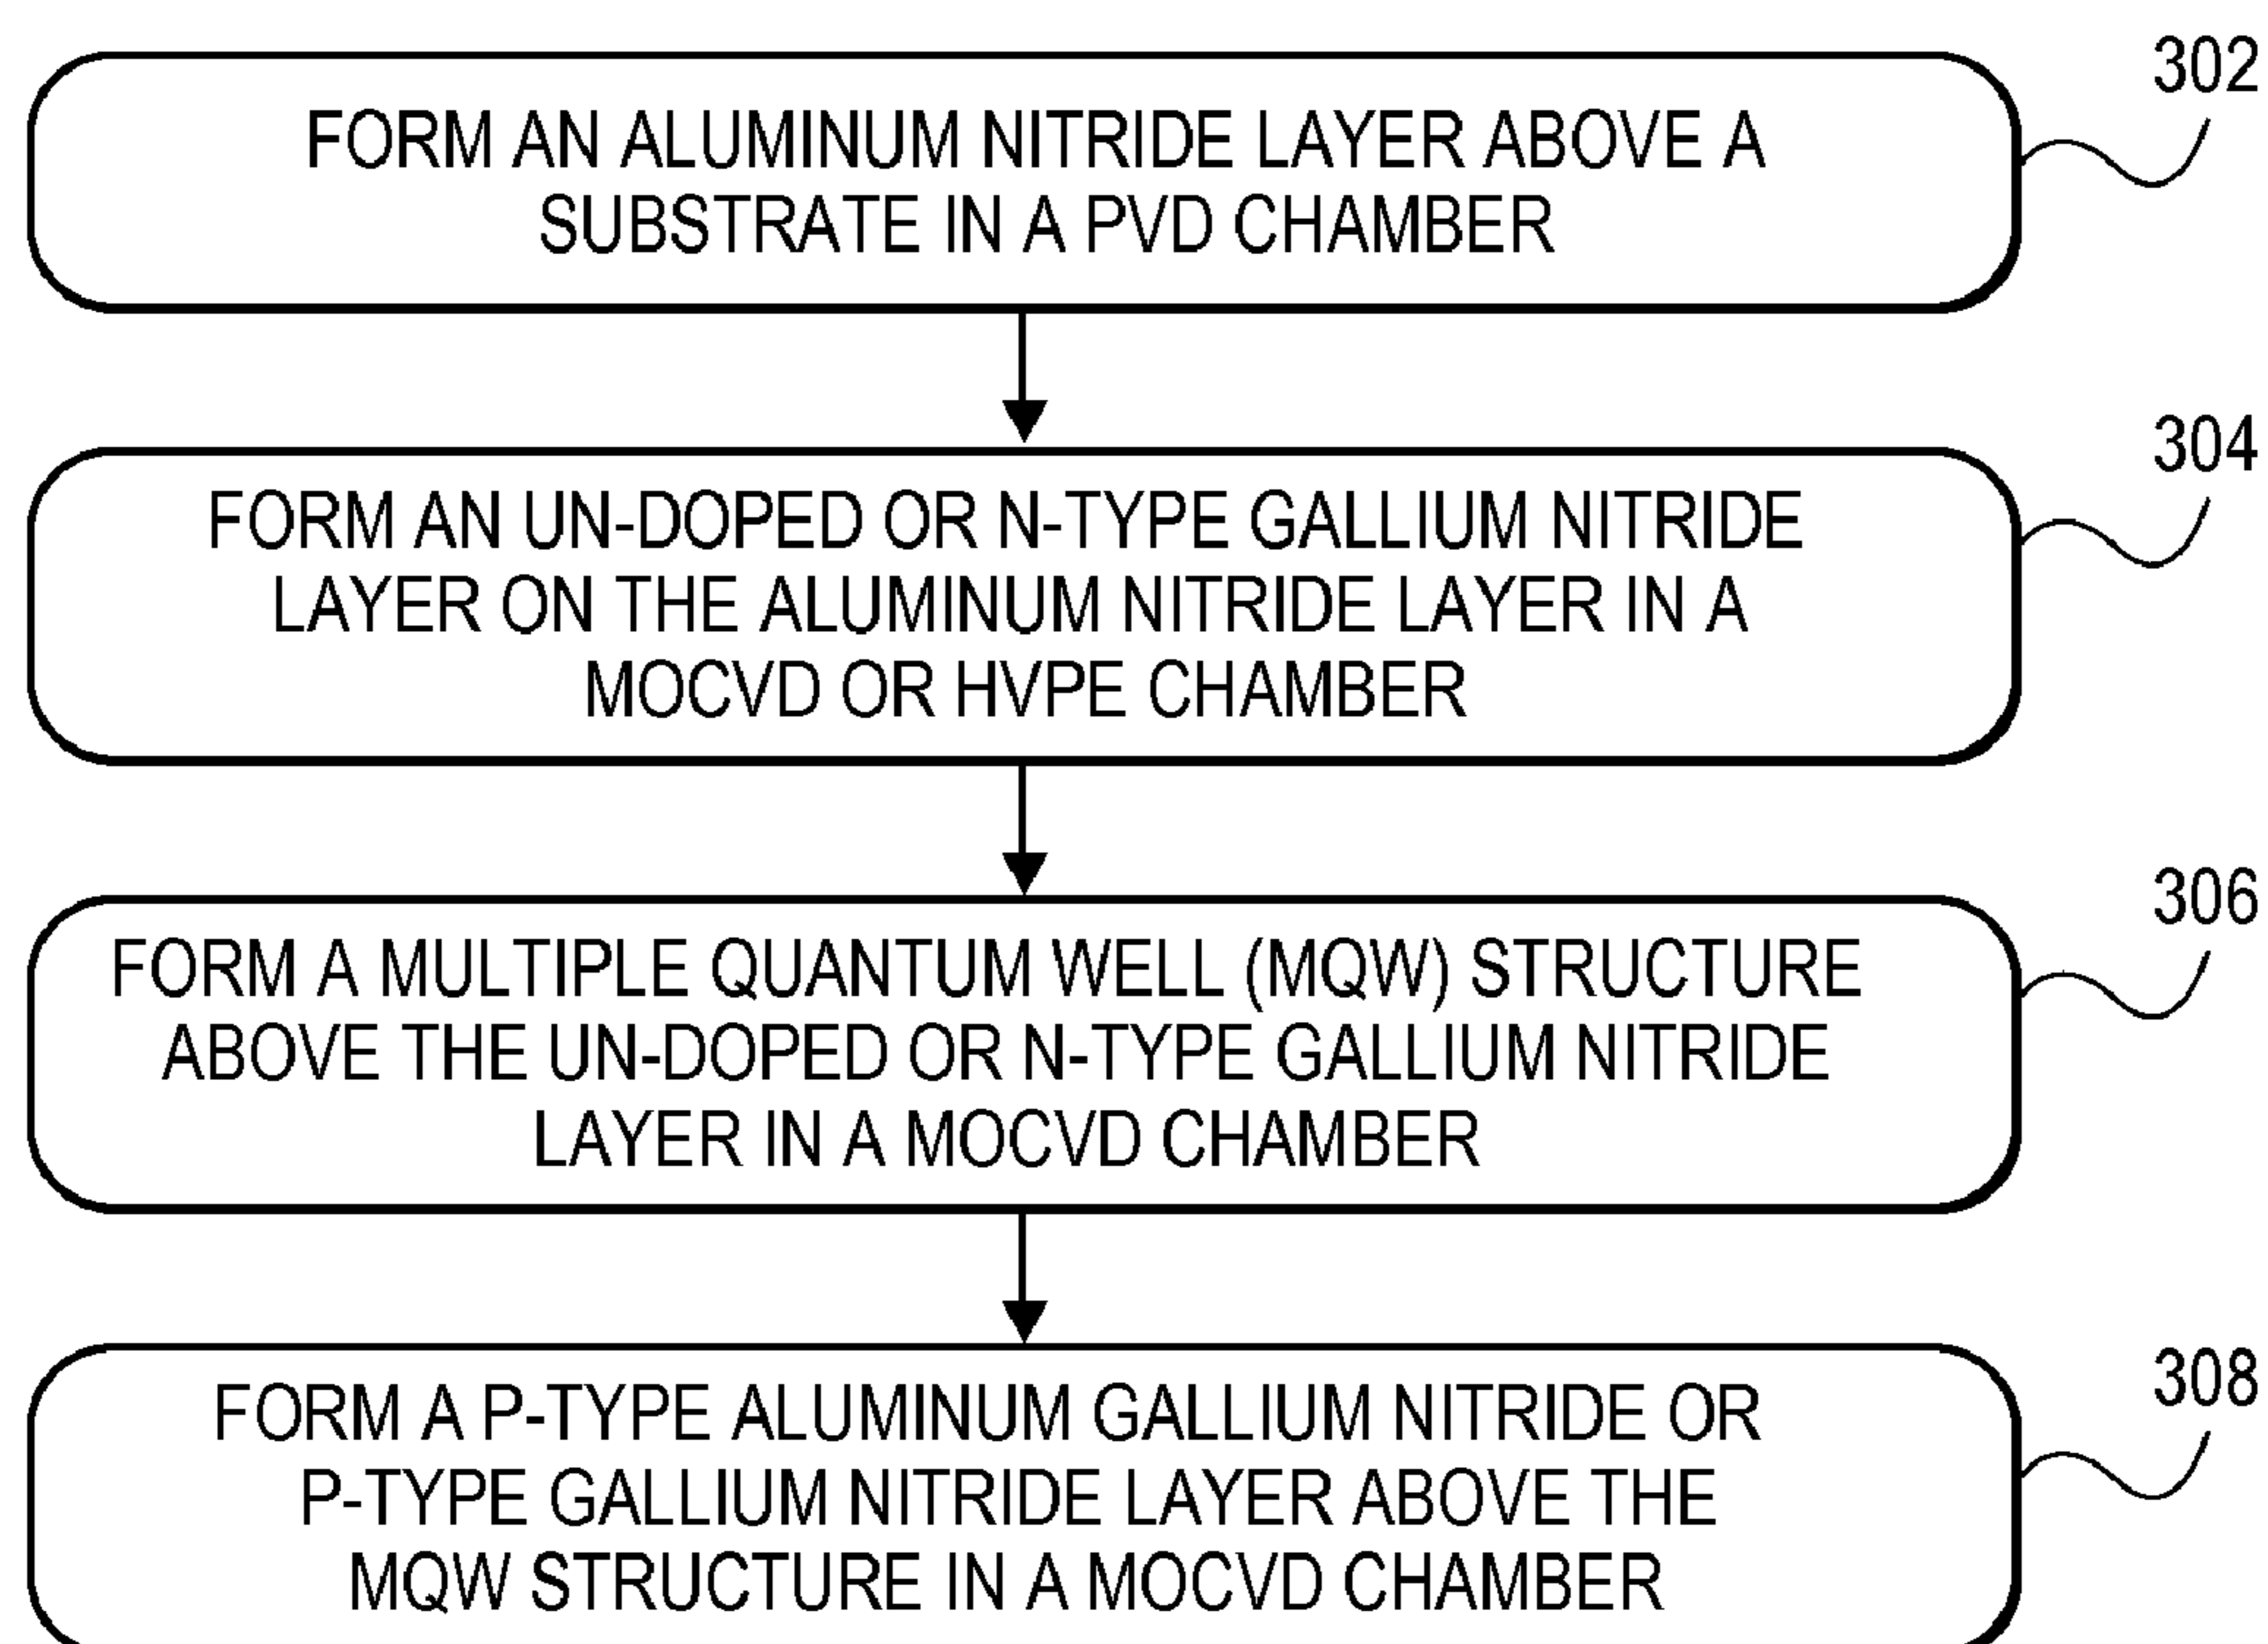 302
FORM AN ALUMINUM NITRIDE LAYER ABOVE A
SUBSTRATE IN A PVD CHAMBER
304
FORM AN UN-DOPED OR N-TYPE GALLIUM NITRIDE
LAYER ON THE ALUMINUM NITRIDE LAYER IN A
MOCVD OR HVPE CHAMBER
306
FORM A MULTIPLE QUANTUM WELL (MQW) STRUCTURE
ABOVE THE UN-DOPED OR N-TYPE GALLIUM NITRIDE
LAYER IN A MOCVD CHAMBER
308
FORM A P-TYPE ALUMINUM GALLIUM NITRIDE OR
P-TYPE GALLIUM NITRIDE LAYER ABOVE THE
MQW STRUCTURE IN A MOCVD CHAMBER